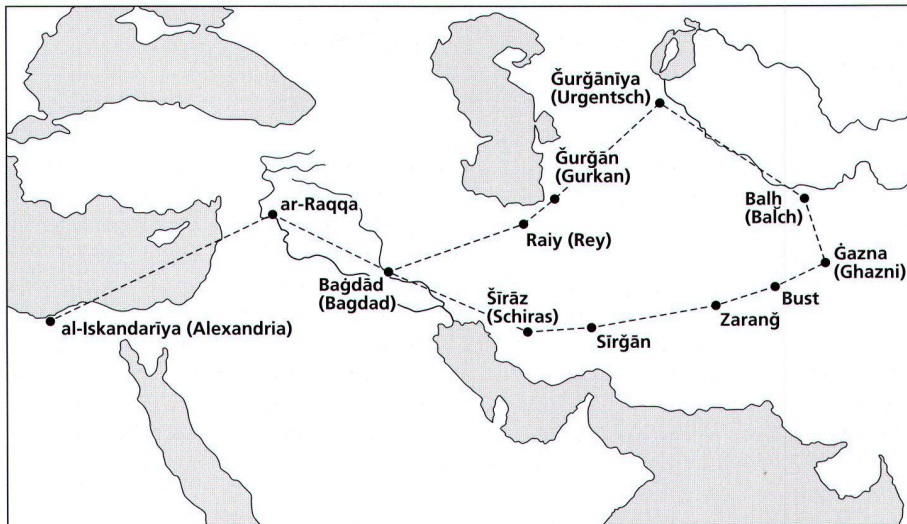 Ǧurǧānīya
(Urgentsch)
Ǧurǧān
(Gurkan)
ar-Raqqa
Balḫ
(Balch)
Raiy (Rey)
Ġazna
(Ghazni)
Baġdād
(Bagdad)
Šīrāz
(Schiras)
Bust
Zaranǧ
al-Iskandarīya (Alexandria)
Sīrǧān